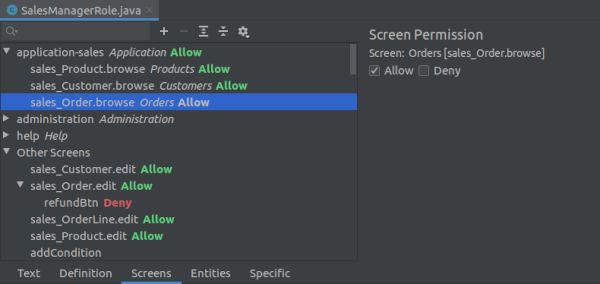 SalesManagerRole.java
application-sales Application Allow
sales_Product.browse Products Allow
sales_Customer.browse Customers Allow
sales_Order.browse Orders Allow
administration Administration
help Help
Other Screens
sales_Customer.edit Allow
sales_Order.edit Allow
refundBtn Deny
sales_OrderLine.edit Allow
sales_Product.edit Allow
addCondition
Screen Permission
Screen: Orders [sales_Order.browse]
Allow Deny
Text Definition Screens Entities Specific